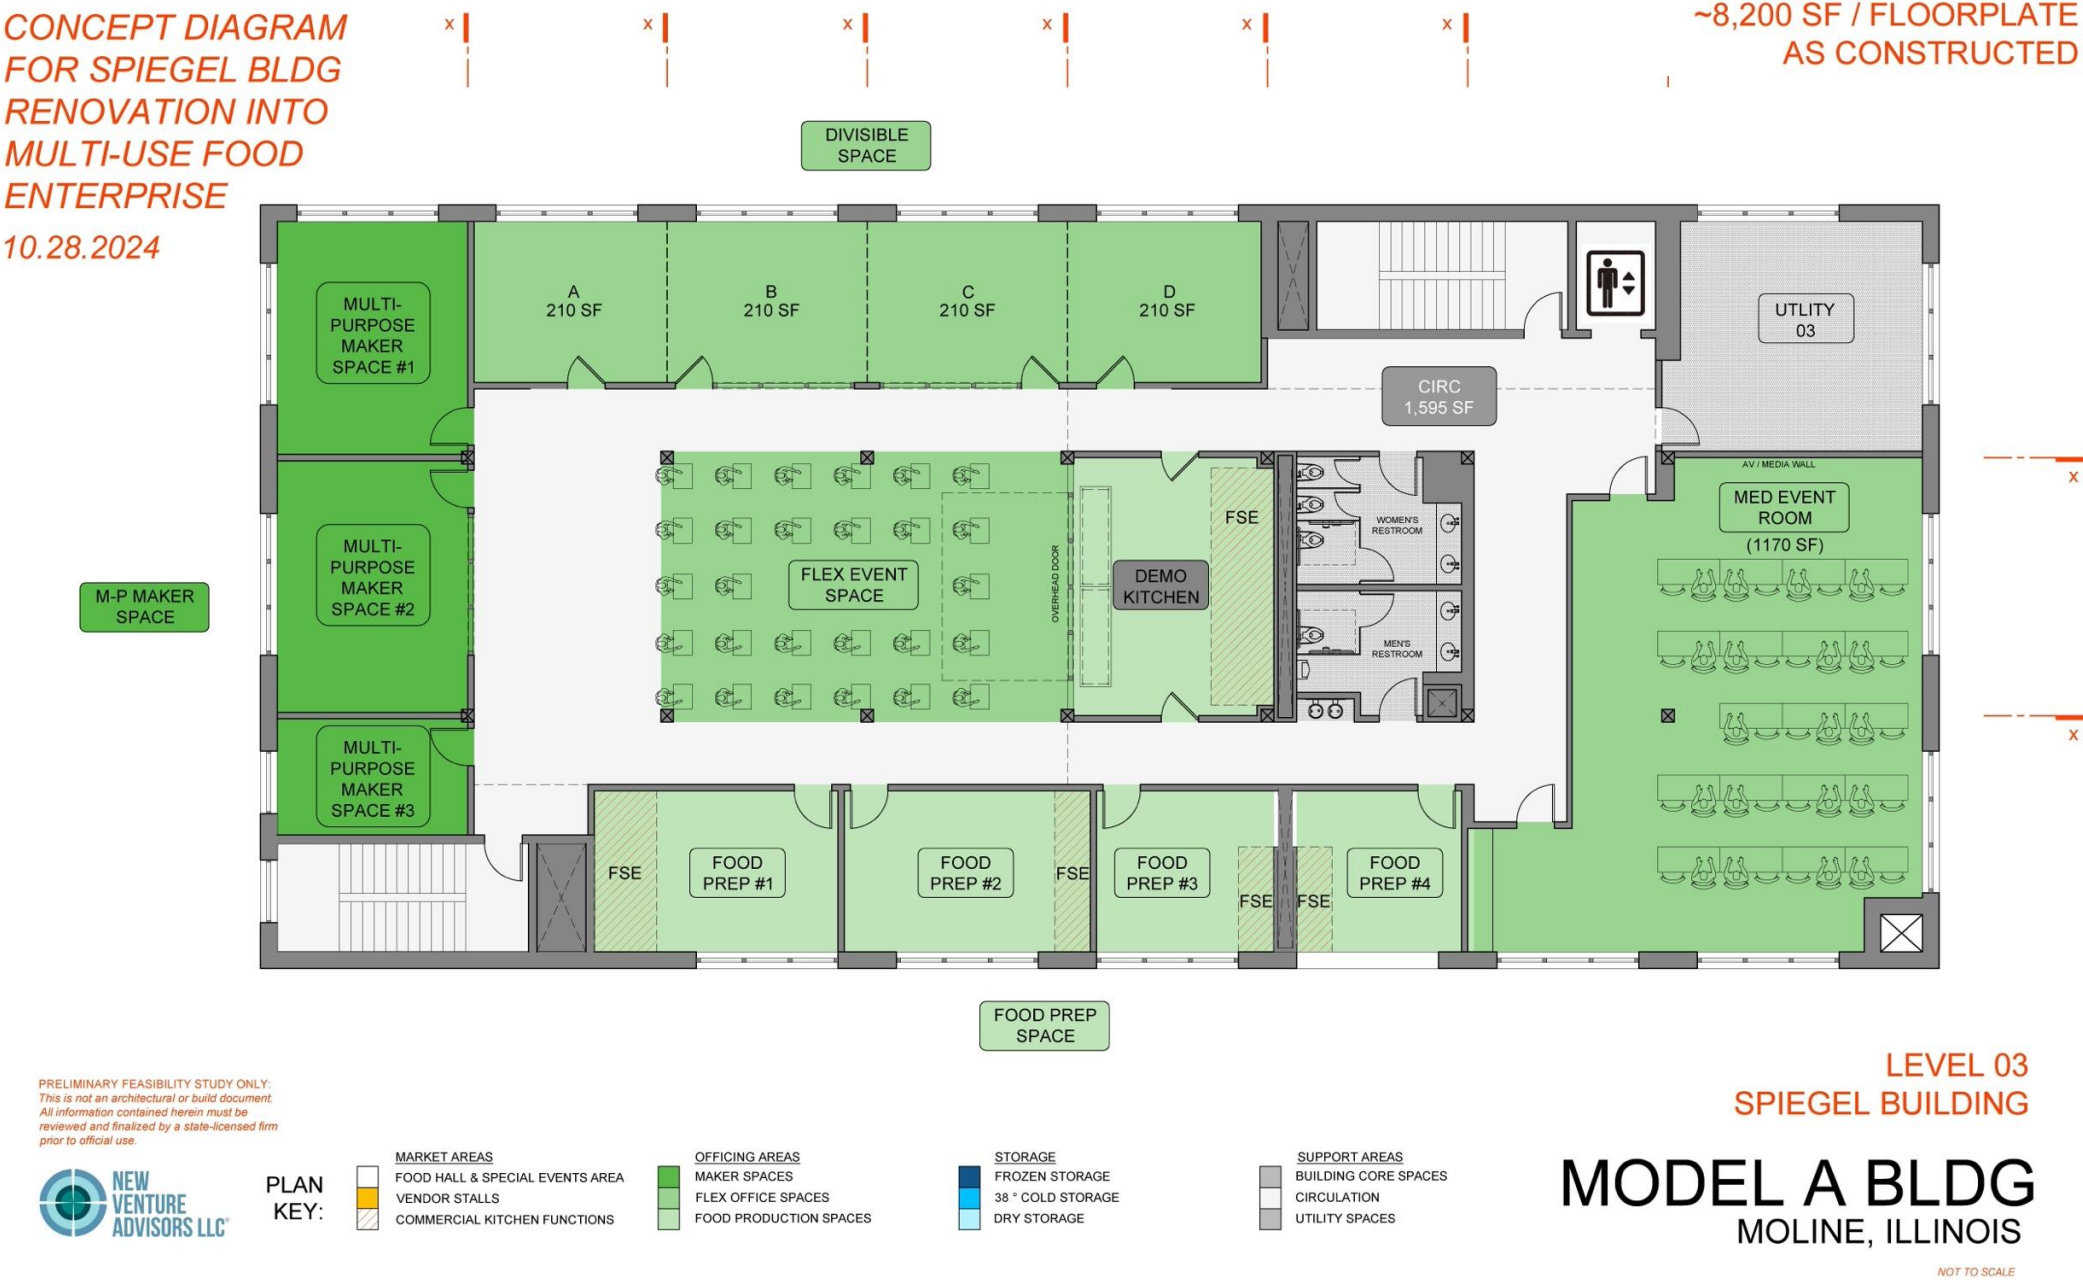 CONCEPT DIAGRAM
FOR SPIEGEL BLDG
RENOVATION INTO
MULTI-USE FOOD
ENTERPRISE
10.28.2024
X
X
X
X
X
X
~8,200 SF / FLOORPLATE
AS CONSTRUCTED
DIVISIBLE
SPACE
MULTI-
PURPOSE
MAKER
SPACE #1
A
210 SF
B
210 SF
C
210 SF
D
210 SF
UTLITY
03
CIRC
1,595 SF
X
AV / MEDIA WALL
MED EVENT
ROOM
(1170 SF)
MULTI-
PURPOSE
MAKER
SPACE #2
M-P MAKER
SPACE
FLEX EVENT
SPACE
OVERHEAD DOOR
DEMO
KITCHEN
FSE
WOMEN'S
RESTROOM
MEN'S
RESTROOM
X
MULTI-
PURPOSE
MAKER
SPACE #3
FSE
FOOD
PREP #1
FOOD
PREP #2
FSE
FOOD
PREP #3
FSE
FSE
FOOD
PREP #4
FOOD PREP
SPACE
LEVEL 03
SPIEGEL BUILDING
PRELIMINARY FEASIBILITY STUDY ONLY:
This is not an architectural or build document.
All information contained herein must be
reviewed and finalized by a state-licensed firm
prior to official use.
NEW
VENTURE
ADVISORS LLC®
PLAN
KEY:
MARKET AREAS
FOOD HALL & SPECIAL EVENTS AREA
VENDOR STALLS
COMMERCIAL KITCHEN FUNCTIONS
OFFICING AREAS
MAKER SPACES
FLEX OFFICE SPACES
FOOD PRODUCTION SPACES
STORAGE
FROZEN STORAGE
38 ° COLD STORAGE
DRY STORAGE
SUPPORT AREAS
BUILDING CORE SPACES
CIRCULATION
UTILITY SPACES
MODEL A BLDG
MOLINE, ILLINOIS
NOT TO SCALE